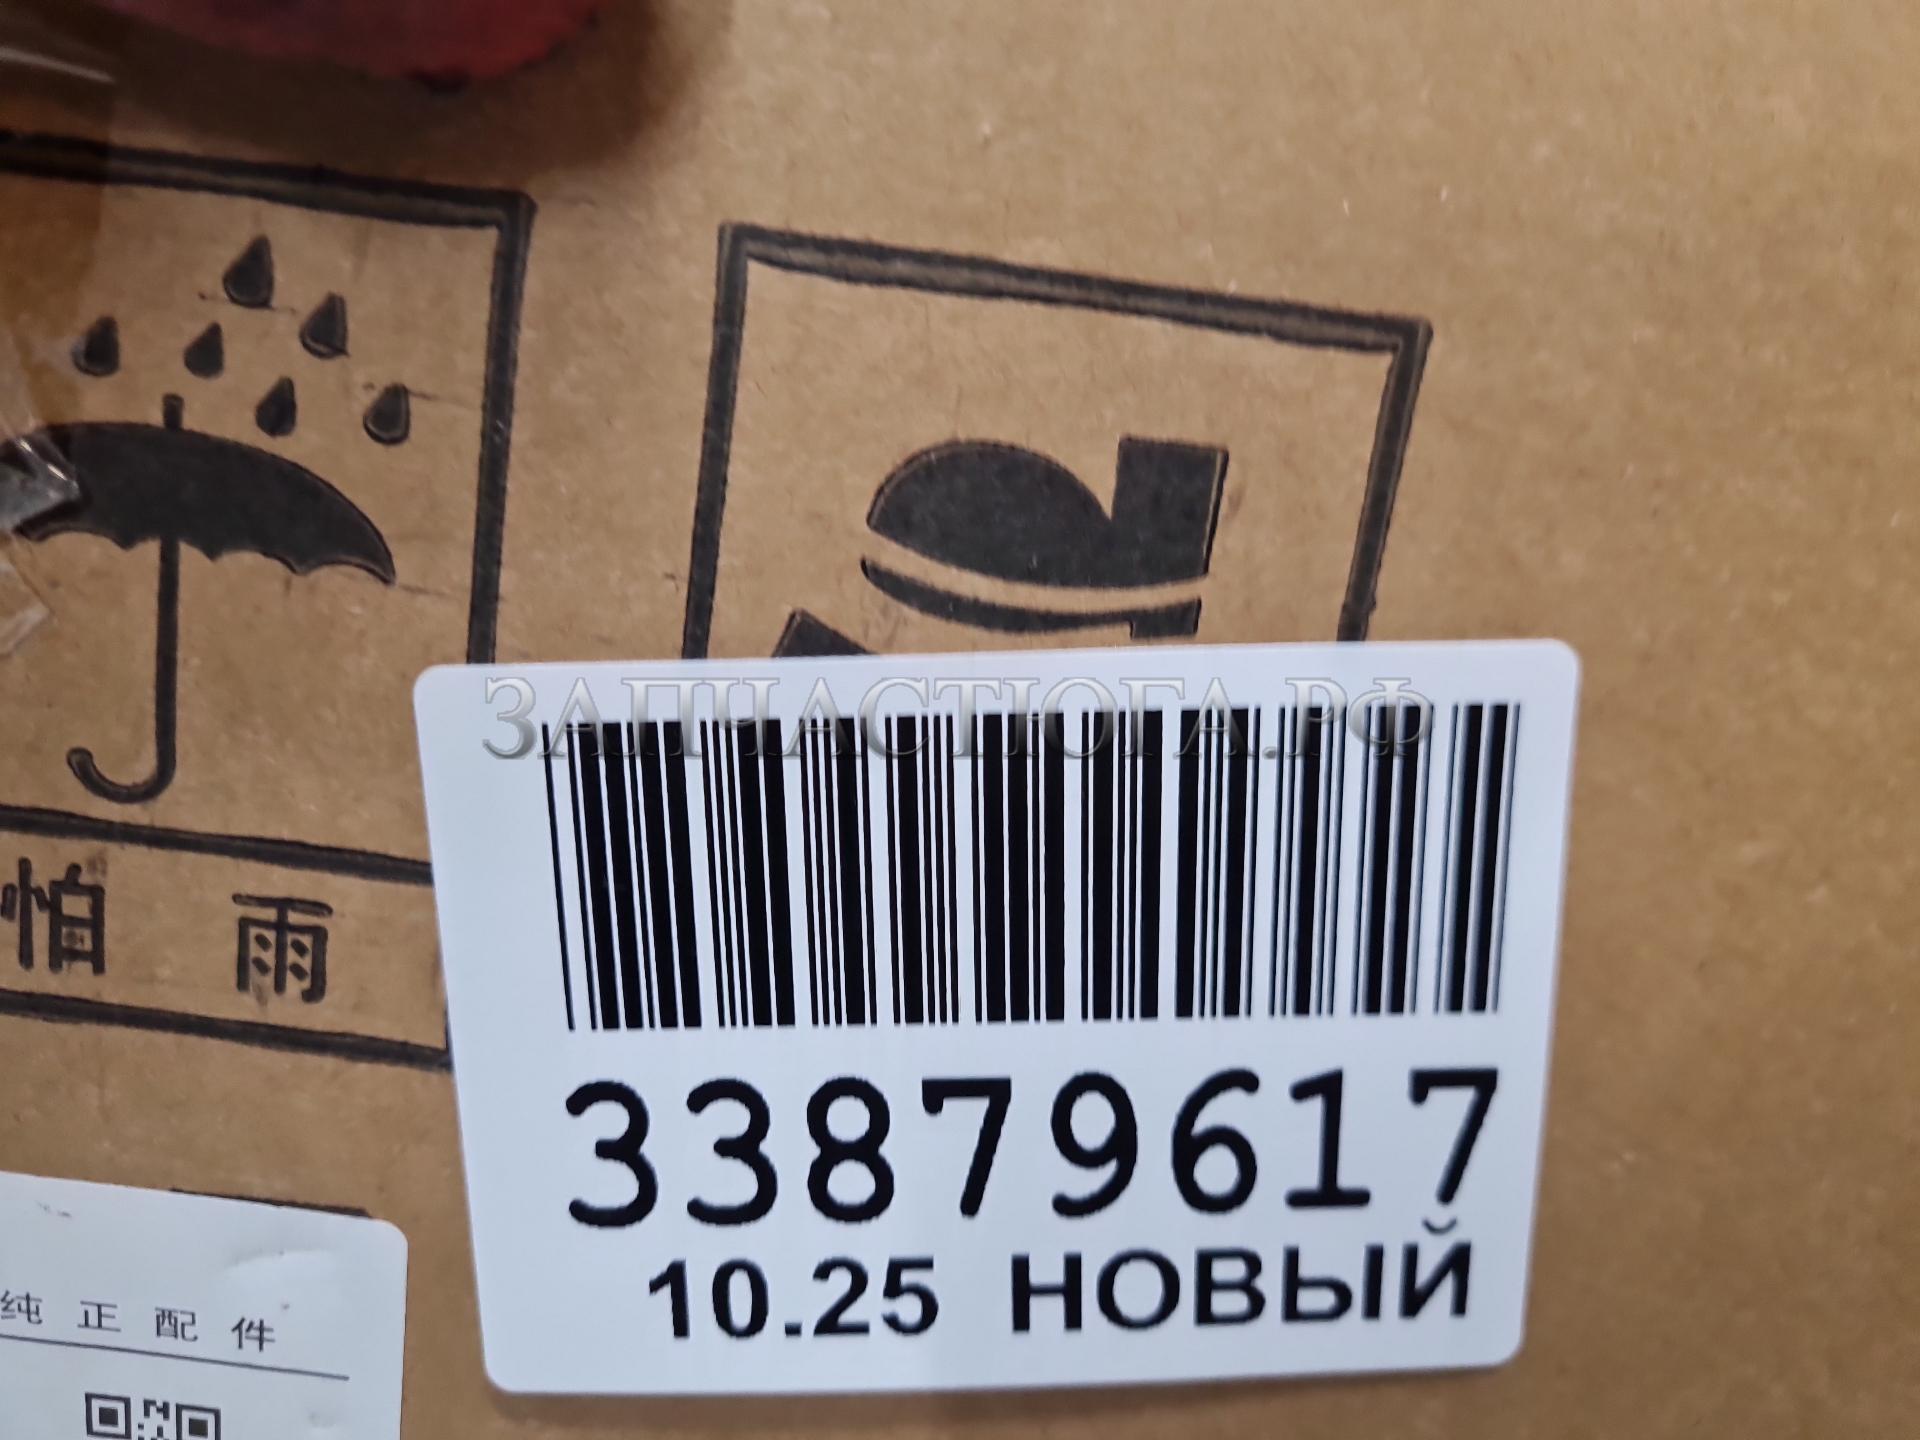 ЗАПЧАСТЮГА.РФ
怕 雨
33879617
10.25 НОВЫЙ
纯 正 配 件